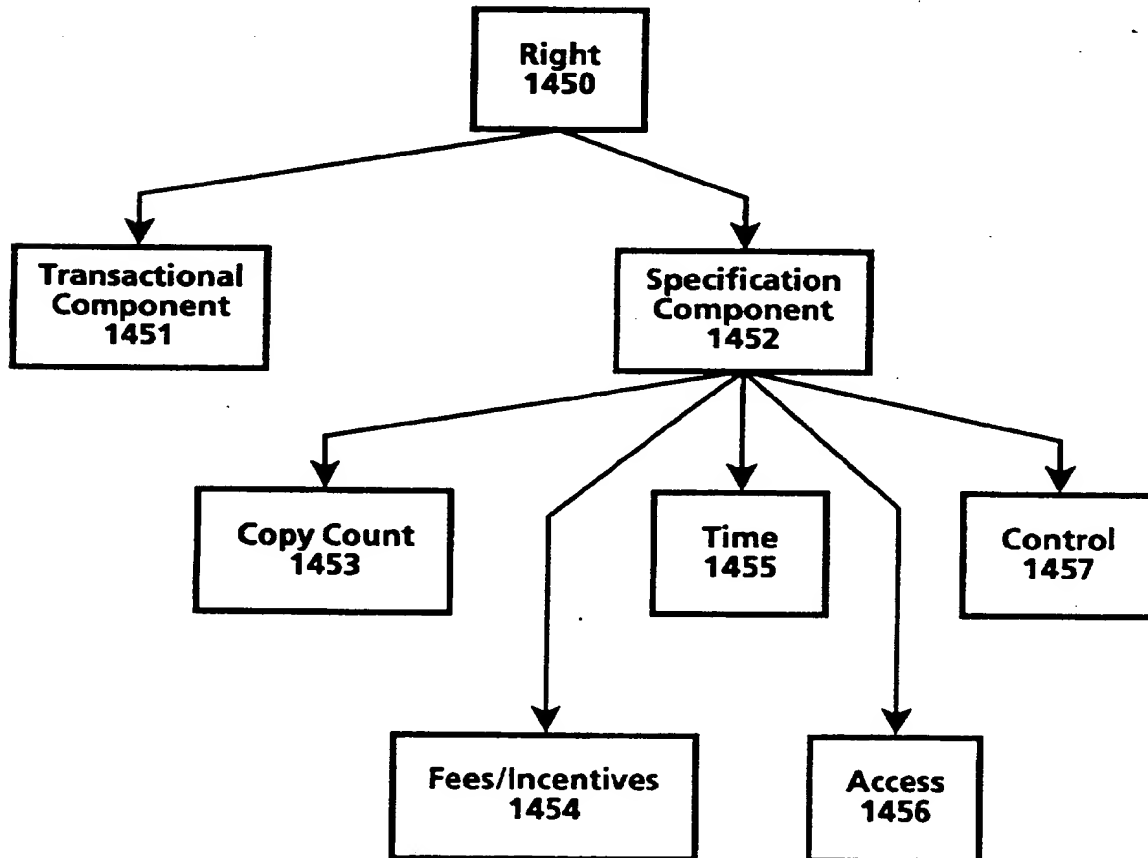 Right
1450
Transactional
Component
1451
Specification
Component
1452
Copy Count
1453
Time
1455
Control
1457
Fees/Incentives
1454
Access
1456